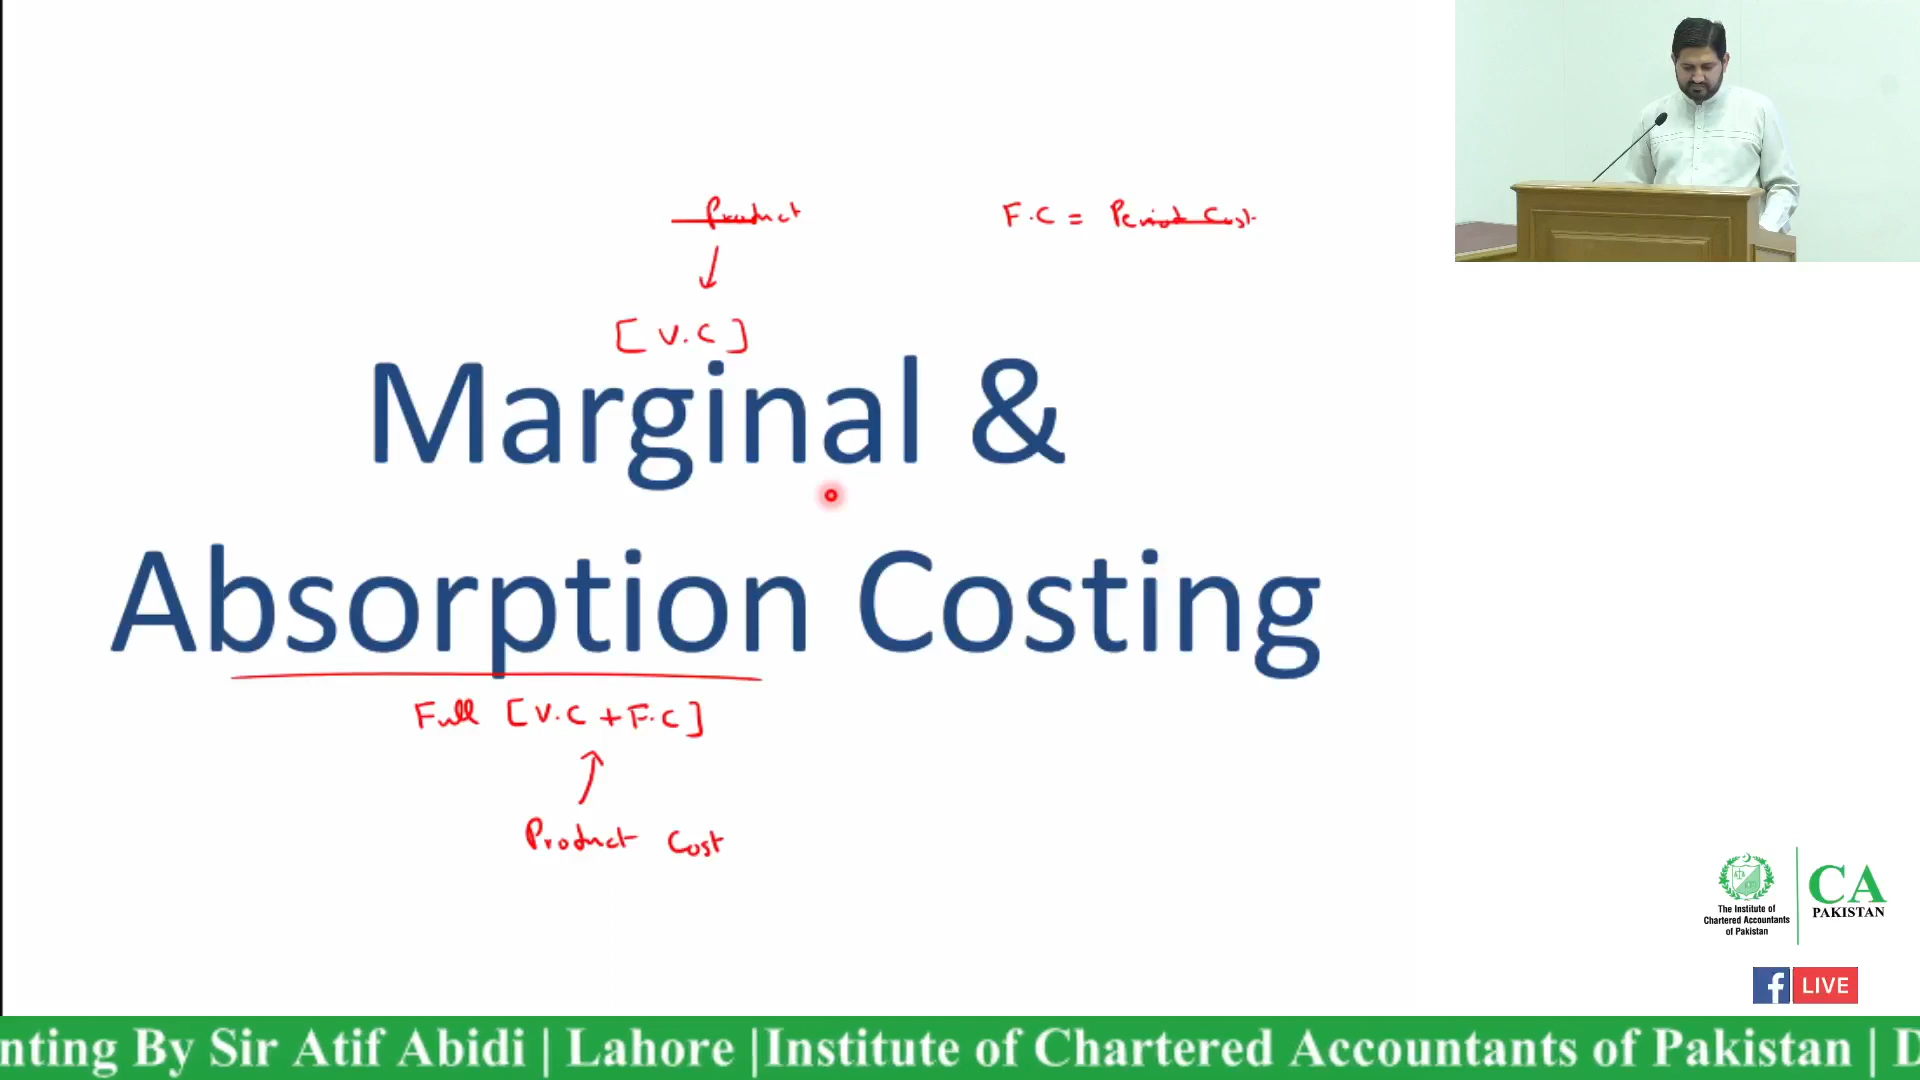 Product
F.C = Period Cost
[V.C]
Marginal &
Absorption Costing
Full [V.C + F.C]
Product Cost
The Institute of
Chartered Accountants
of Pakistan
CA
PAKISTAN
f LIVE
nting By Sir Atif Abidi | Lahore |Institute of Chartered Accountants of Pakistan | D